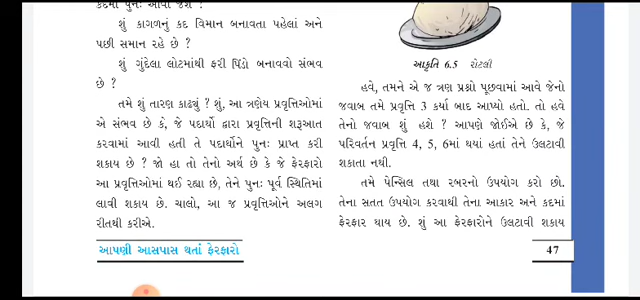 કદમાં પુનઃ આવી જશે ?
શું કાગળનું કદ વિમાન બનાવતા પહેલાં અને
પછી સમાન રહે છે ?
શું ગુંદેલા લોટમાંથી ફરી પિંડો બનાવવો સંભવ
છે ?
તમે શું તારણ કાઢ્યું ? શું, આ ત્રણેય પ્રવૃત્તિઓમાં
એ સંભવ છે કે, જે પદાર્થો દ્વારા પ્રવૃત્તિની શરૂઆત
કરવામાં આવી હતી તે પદાર્થોને પુનઃ પ્રાપ્ત કરી
શકાય છે ? જો હા તો તેનો અર્થ છે કે જે ફેરફારો
આ પ્રવૃત્તિઓમાં થઈ રહ્યા છે, તેને પુનઃ પૂર્વ સ્થિતિમાં
લાવી શકાય છે. ચાલો, આ જ પ્રવૃત્તિઓને અલગ
રીતથી કરીએ.
આકૃતિ 6.5 રોટલી
હવે, તમને એ જ ત્રણ પ્રશ્નો પૂછવામાં આવે જેનો
જવાબ તમે પ્રવૃત્તિ 3 કર્યા બાદ આપ્યો હતો. તો હવે
તેનો જવાબ શું હશે ? આપણે જોઈએ છે કે, જે
પરિવર્તન પ્રવૃત્તિ 4, 5, 6માં થયાં હતાં તેને ઉલટાવી
શકાતા નથી.
તમે પેન્સિલ તથા રબરનો ઉપયોગ કરો છો.
તેના સતત ઉપયોગ કરવાથી તેના આકાર અને કદમાં
ફેરફાર થાય છે. શું આ ફેરફારોને ઉલટાવી શકાય
આપણી આસપાસ થતાં ફેરફારો
47